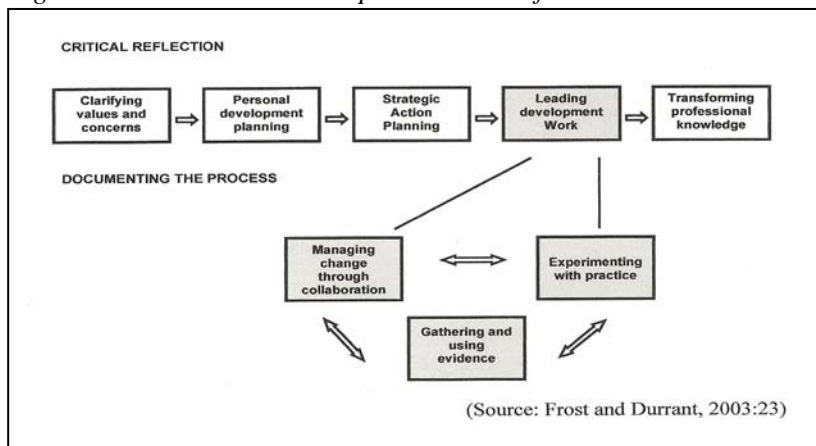 CRITICAL REFLECTION
Clarifying
values and
concerns
Personal
development
planning
Strategic
Action
Planning
Leading
development
Work
Transforming
professional
knowledge
DOCUMENTING THE PROCESS
Managing
change
through
collaboration
Experimenting
with practice
Gathering and
using
evidence
(Source: Frost and Durrant, 2003:23)